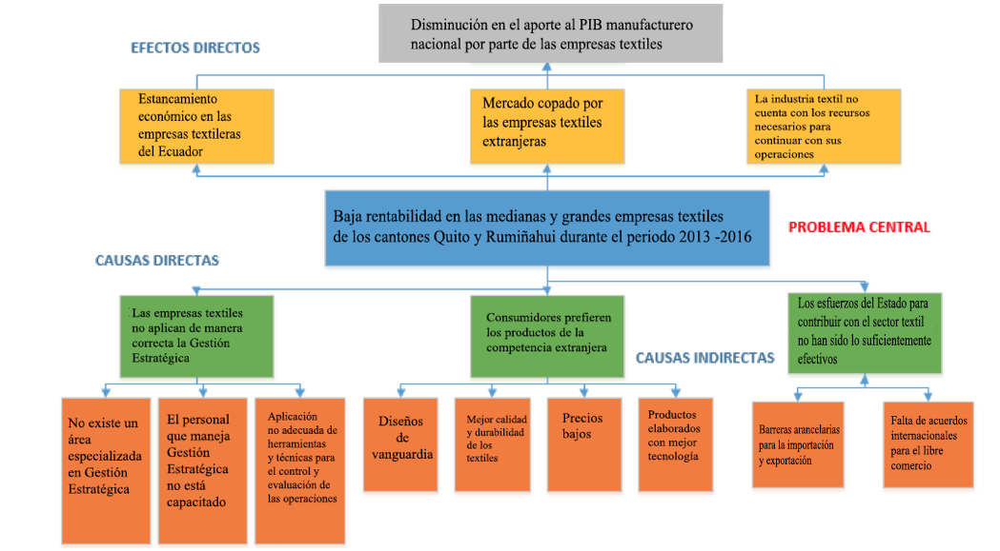 Disminución en el aporte al PIB manufacturero
nacional por parte de las empresas textiles
EFECTOS DIRECTOS
Estancamiento
económico en las
empresas textileras
del Ecuador
Mercado copado por
las empresas textiles
extranjeras
La industria textil no
cuenta con los recursos
necesarios para
continuar con sus
operaciones
Baja rentabilidad en las medianas y grandes empresas textiles
de los cantones Quito y Rumiñahui durante el periodo 2013 -2016
PROBLEMA CENTRAL
CAUSAS DIRECTAS
Las empresas textiles
no aplican de manera
correcta la Gestión
Estratégica
Consumidores prefieren
los productos de la
competencia extranjera
Los esfuerzos del Estado para
contribuir con el sector textil
no han sido lo suficientemente
efectivos
CAUSAS INDIRECTAS
No existe un
área
especializada
en Gestión
Estratégica
El personal
que maneja
Gestión
Estratégica
no está
capacitado
Aplicación
no adecuada de
herramientas
y técnicas para
el control y
evaluación de
las operaciones
Diseños
de
vanguardia
Mejor calidad
y durabilidad
de los
textiles
Precios
bajos
Productos
elaborados
con mejor
tecnología
Barreras arancelarias
para la importación
y exportación
Falta de acuerdos
internacionales
para el libre
comercio